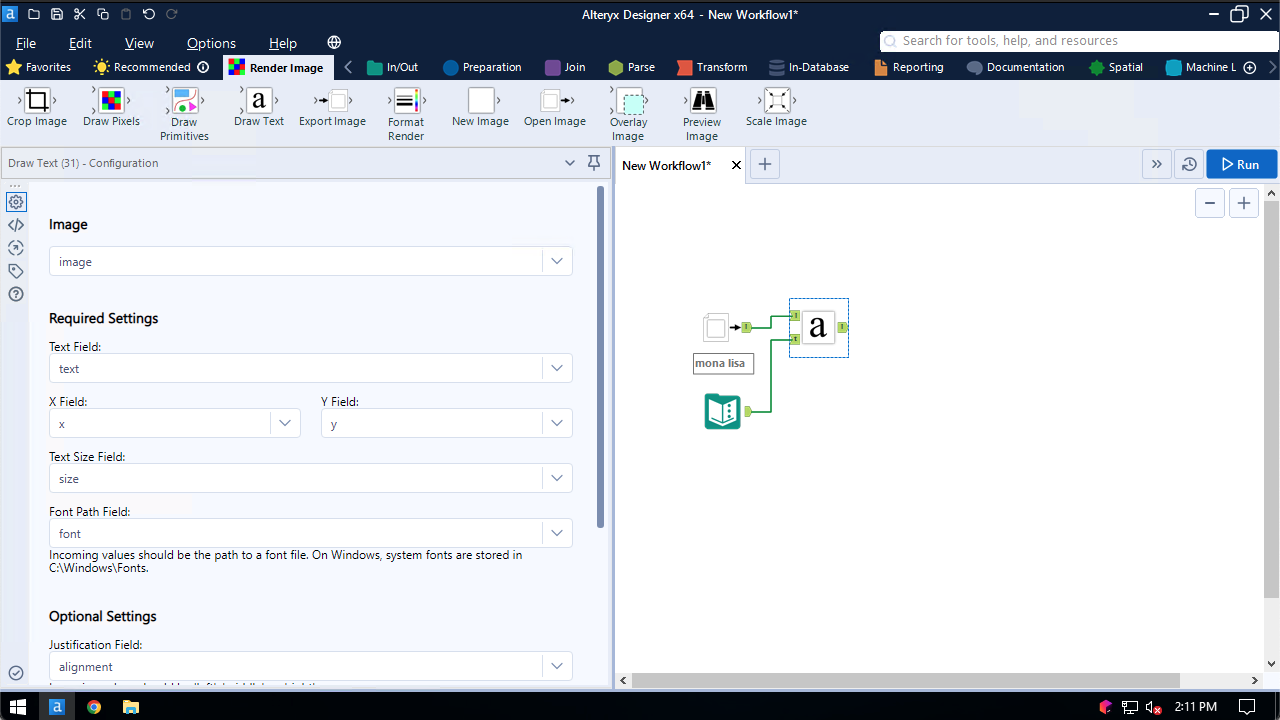 Alteryx Designer x64 - New Workflow1*
File Edit View Options Help
Search for tools, help, and resources
Favorites Recommended Render Image In/Out Preparation Join Parse Transform In-Database Reporting Documentation Spatial Machine L
Crop Image
Draw Pixels
Draw Primitives
Draw Text
Export Image
Format Render
New Image
Open Image
Overlay Image
Preview Image
Scale Image
Draw Text (31) - Configuration
Image
image
Required Settings
Text Field:
text
X Field: Y Field:
x y
Text Size Field:
size
Font Path Field:
font
Incoming values should be the path to a font file. On Windows, system fonts are stored in
C:\Windows\Fonts.
Optional Settings
Justification Field:
alignment
New Workflow1*
Run
a
mona lisa
2:11 PM